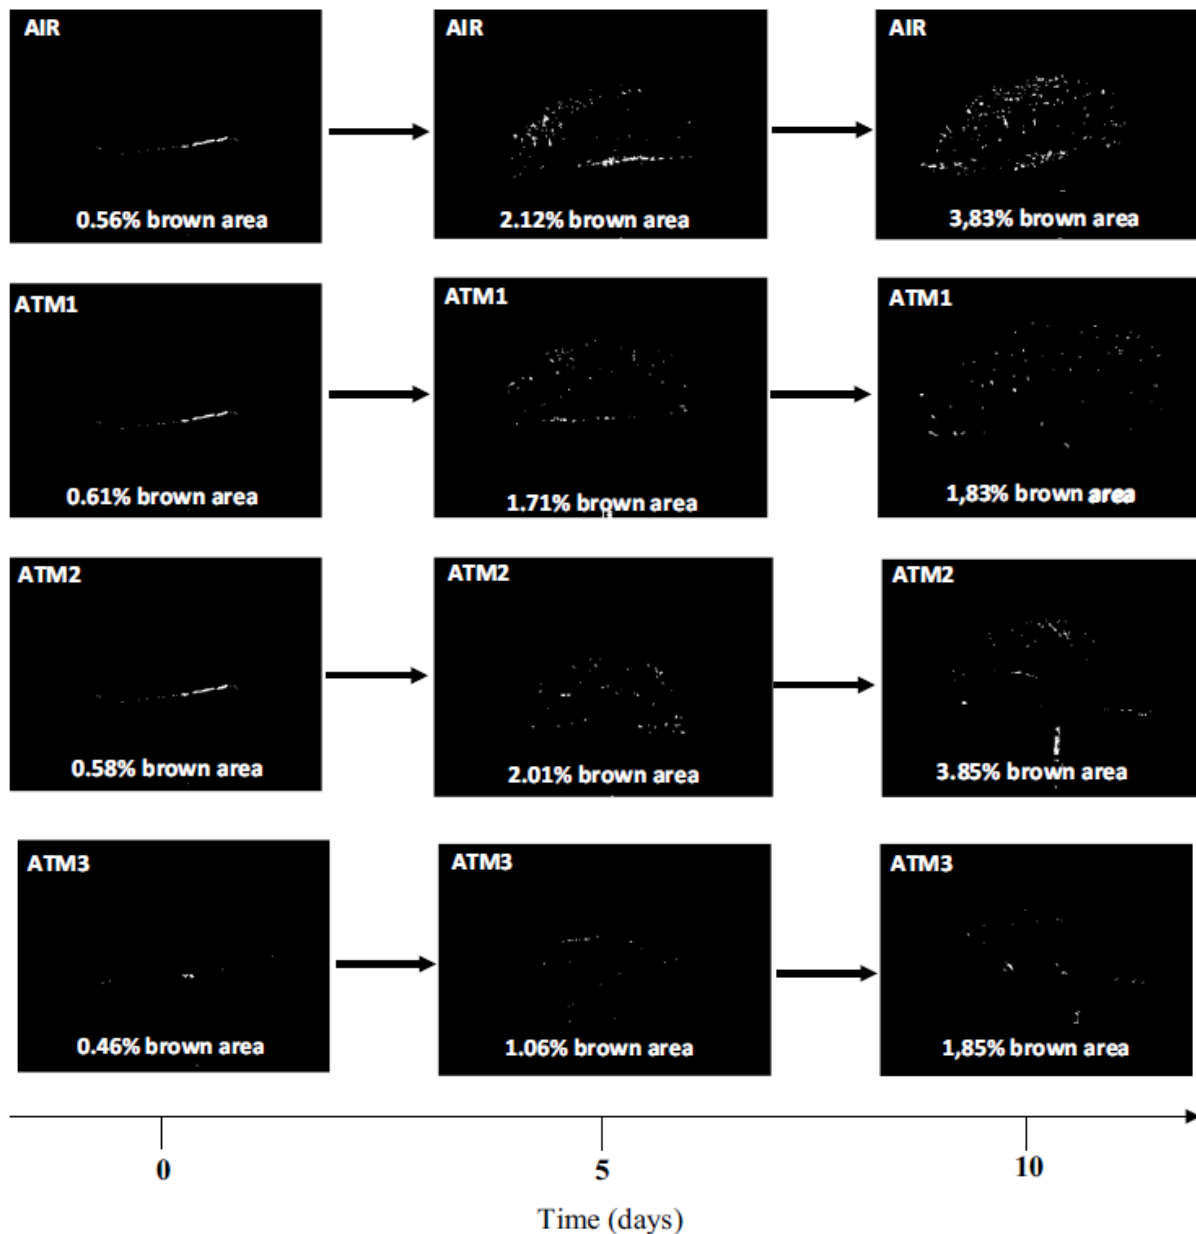 AIR
AIR
AIR
0.56% brown area
2.12% brown area
3,83% brown area
ATM1
ATM1
ATM1
0.61% brown area
1.71% brown area
1,83% brown area
ATM2
ATM2
ATM2
0.58% brown area
2.01% brown area
3.85% brown area
ATM3
ATM3
ATM3
0.46% brown area
1.06% brown area
1,85% brown area
0
5
10
Time (days)